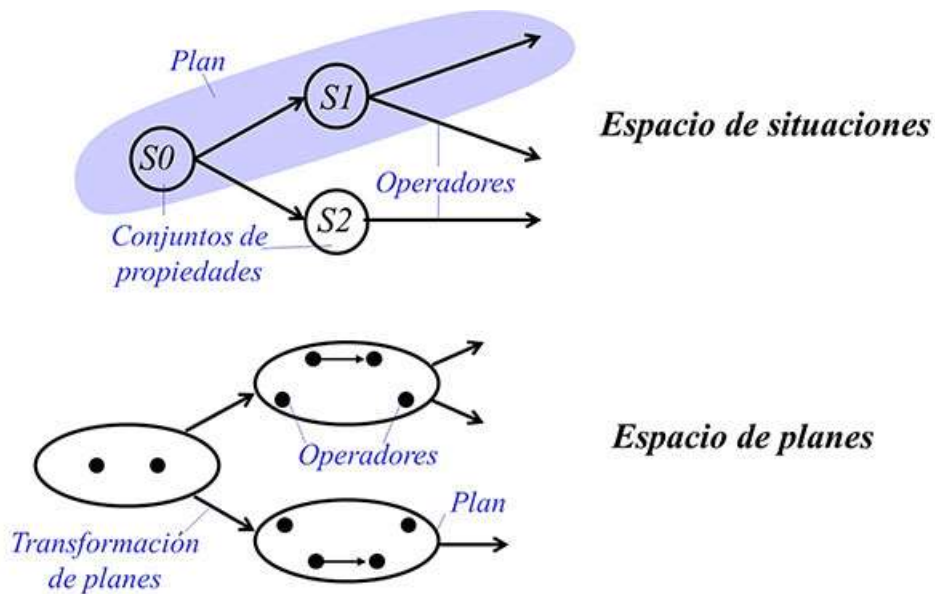 Plan
S1
Espacio de situaciones
S0
Operadores
S2
Conjuntos de
propiedades
Operadores
Espacio de planes
Plan
Transformación
de planes